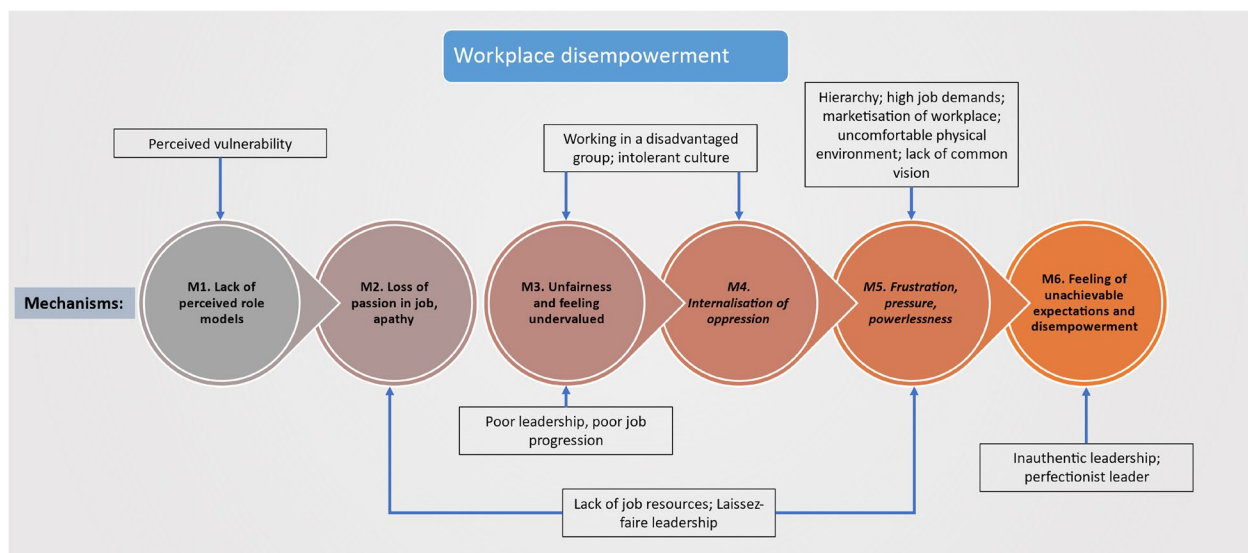 Workplace disempowerment
Perceived vulnerability
Working in a disadvantaged
group; intolerant culture
Hierarchy; high job demands;
marketisation of workplace;
uncomfortable physical
environment; lack of common
vision
Mechanisms:
M1. Lack of
perceived role
models
M2. Loss of
passion in job,
apathy
M3. Unfairness
and feeling
undervalued
M4.
Internalisation of
oppression
M5. Frustration,
pressure,
powerlessness
M6. Feeling of
unachievable
expectations and
disempowerment
Poor leadership, poor job
progression
Lack of job resources; Laissez-
faire leadership
Inauthentic leadership;
perfectionist leader